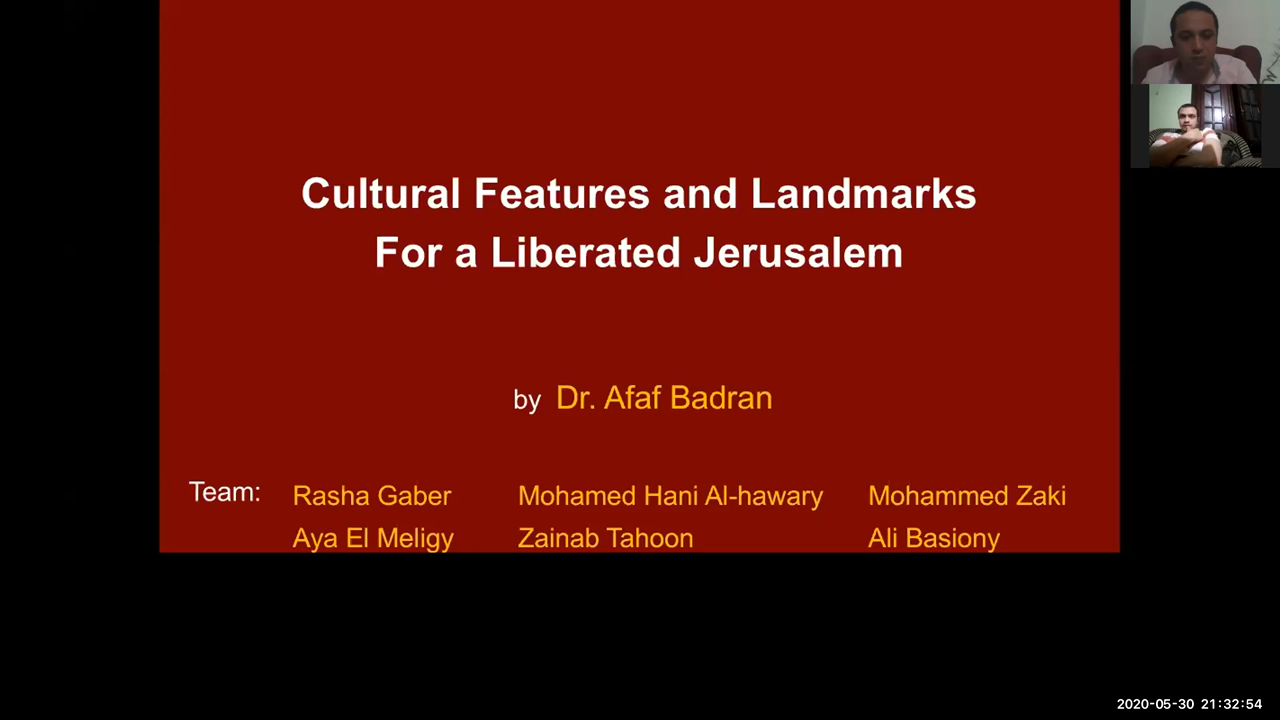 Cultural Features and Landmarks
For a Liberated Jerusalem
by Dr. Afaf Badran
Team: Rasha Gaber Mohamed Hani Al-hawary Mohammed Zaki
Aya El Meligy Zainab Tahoon Ali Basiony
2020-05-30 21:32:54